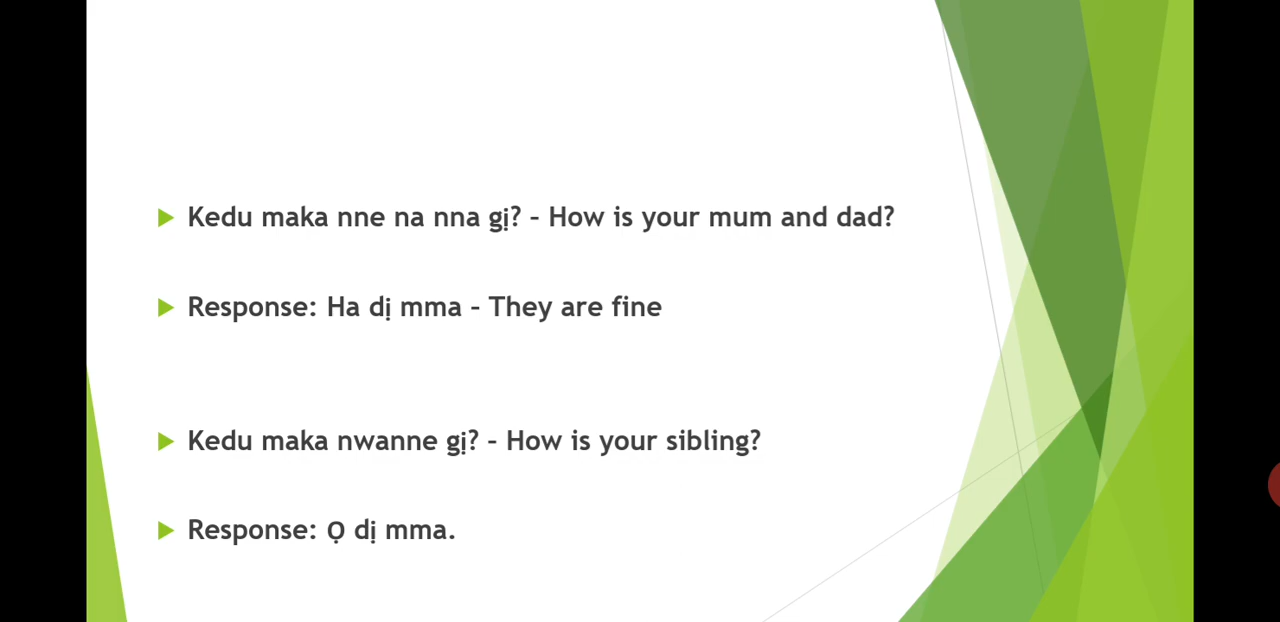 Kedu maka nne na nna gị? – How is your mum and dad?
Response: Ha dị mma – They are fine
Kedu maka nwanne gị? – How is your sibling?
Response: Ọ dị mma.